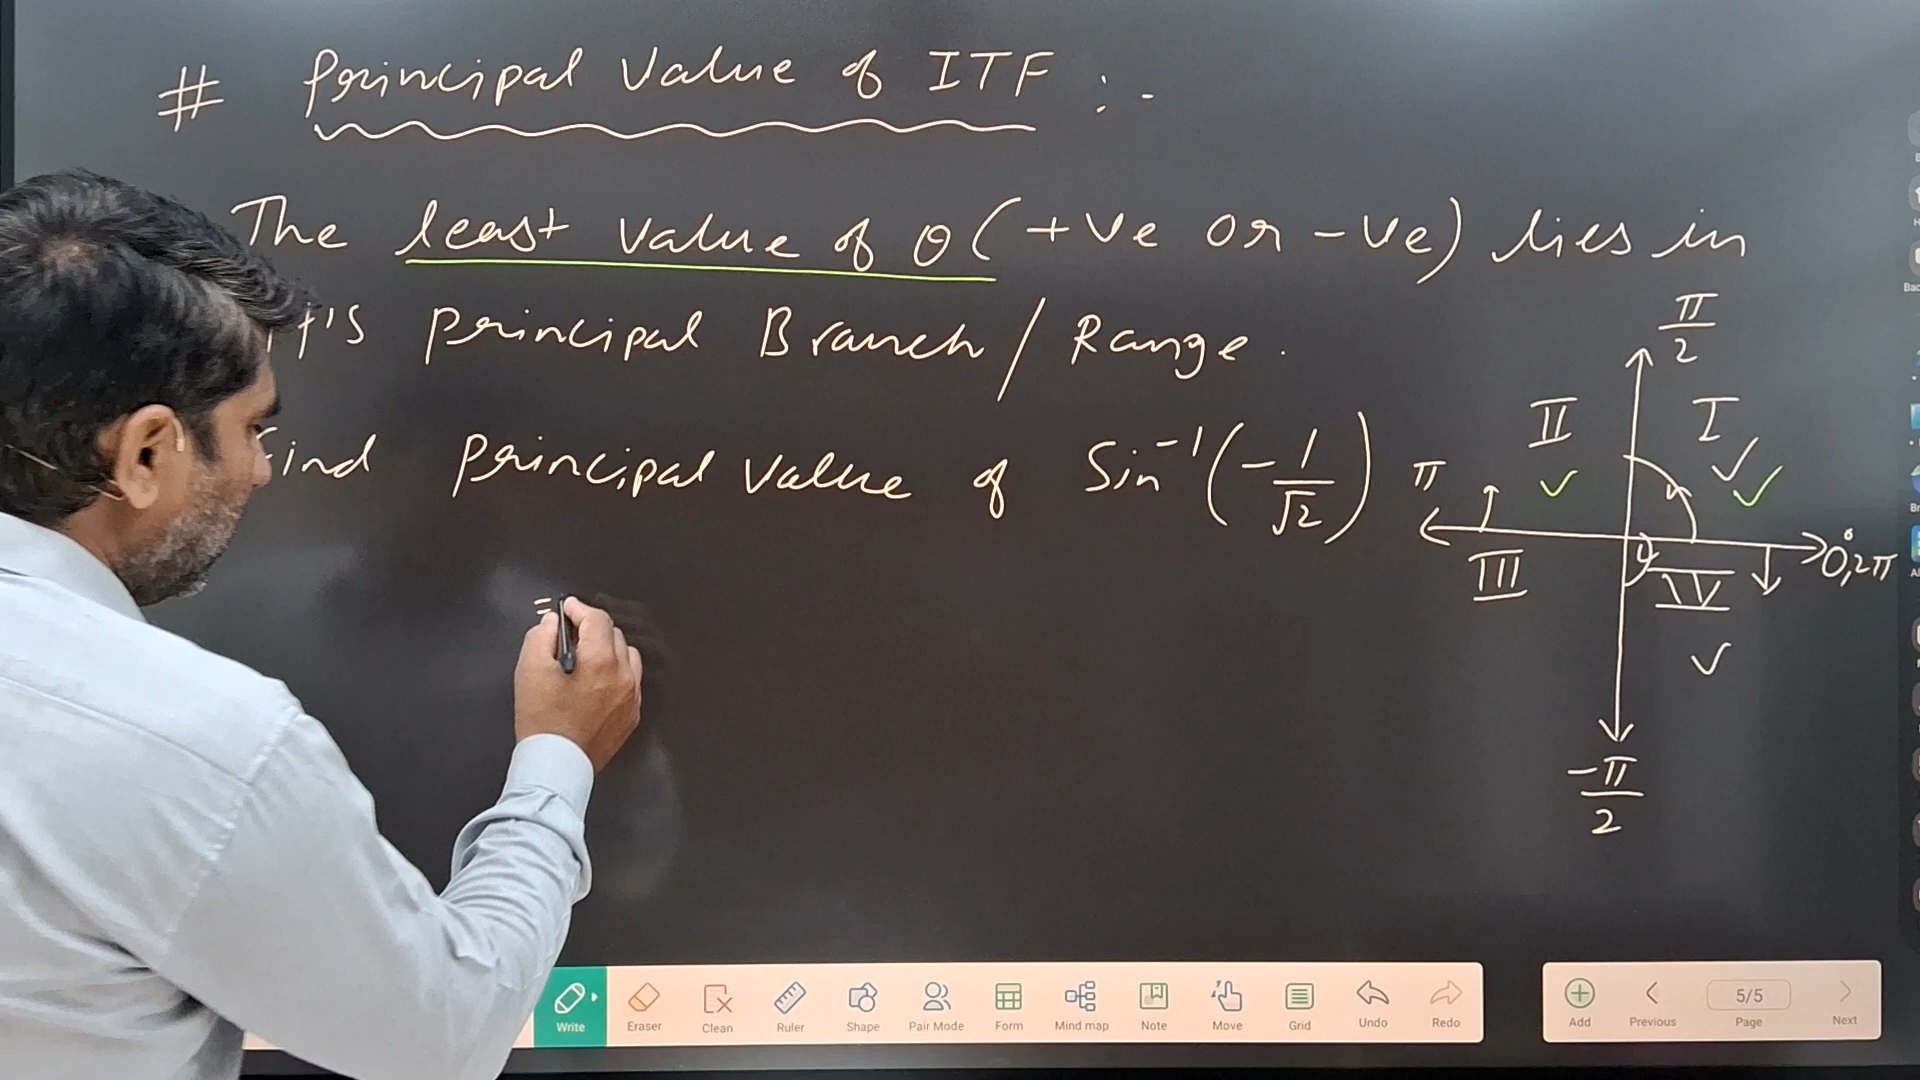 # Principal Value of ITF :-
The least value of θ (+ve or -ve) lies in
it's principal Branch / Range.
find principal value of Sin⁻¹(-1/√2)
=
π/2
II
I
π
0°, 2π
III
IV
-π/2
Write
Eraser
Clean
Ruler
Shape
Pair Mode
Form
Mind map
Note
Move
Grid
Undo
Redo
Add
Previous
5/5
Page
Next